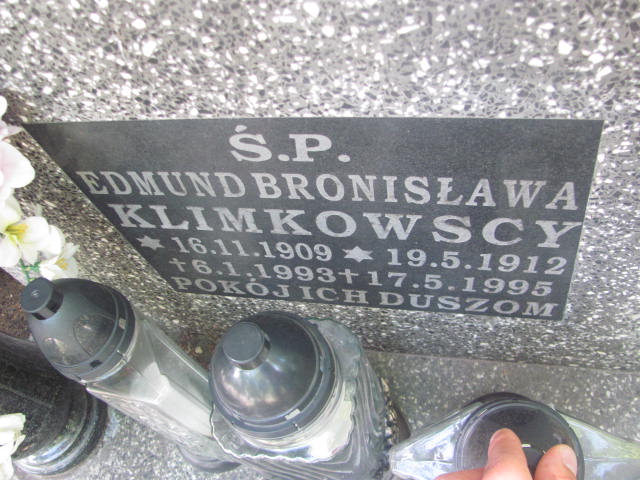 Ś.P.
EDMUND BRONISŁAWA
KLIMKOWSCY
★ 16.11.1909 ★ 19.5.1912
✝6.1.1993 ✝17.5.1995
POKÓJ ICH DUSZOM